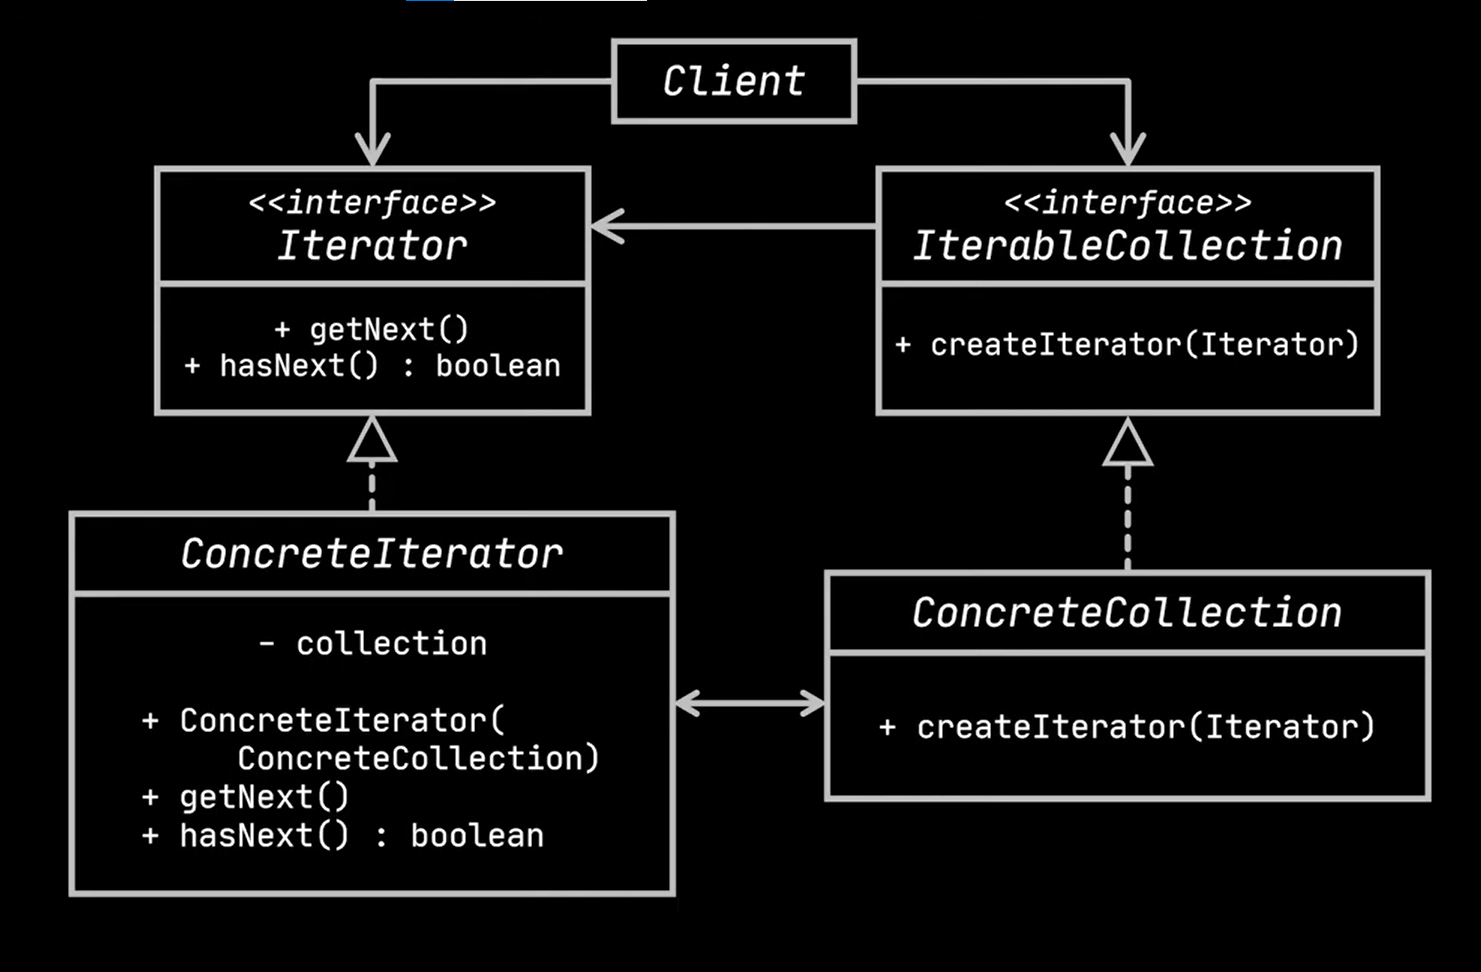 Client
<<interface>>
Iterator
+ getNext()
+ hasNext() : boolean
<<interface>>
IterableCollection
+ createIterator(Iterator)
ConcreteIterator
- collection
+ ConcreteIterator(
ConcreteCollection)
+ getNext()
+ hasNext() : boolean
ConcreteCollection
+ createIterator(Iterator)